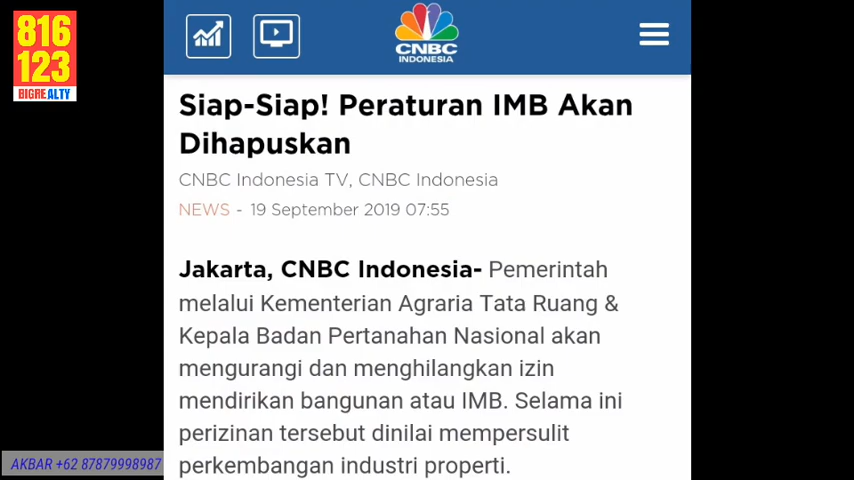 816
123
BIGREALTY
CNBC
INDONESIA
Siap-Siap! Peraturan IMB Akan
Dihapuskan
CNBC Indonesia TV, CNBC Indonesia
NEWS - 19 September 2019 07:55
Jakarta, CNBC Indonesia- Pemerintah
melalui Kementerian Agraria Tata Ruang &
Kepala Badan Pertanahan Nasional akan
mengurangi dan menghilangkan izin
mendirikan bangunan atau IMB. Selama ini
perizinan tersebut dinilai mempersulit
perkembangan industri properti.
AKBAR +62 87879998987